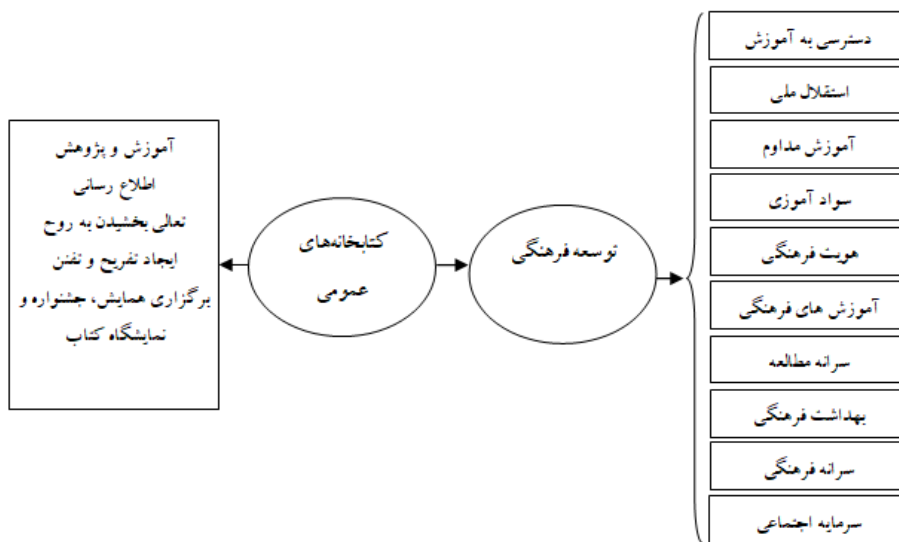 دسترسی به آموزش
استقلال ملی
آموزش مداوم
سواد آموزی
هویت فرهنگی
آموزش های فرهنگی
سرانه مطالعه
بهداشت فرهنگی
سرانه فرهنگی
سرمایه اجتماعی
توسعه فرهنگی
کتابخانه‌های
عمومی
آموزش و پژوهش
اطلاع رسانی
تعالی بخشیدن به روح
ایجاد تفریح و تفنن
برگزاری همایش، جشنواره و
نمایشگاه کتاب